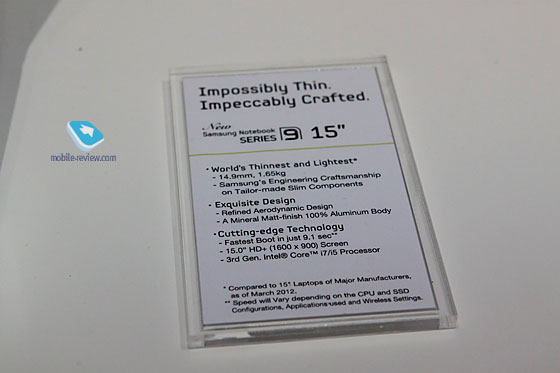 Impossibly Thin.
Impeccably Crafted.
New
Samsung Notebook
SERIES 9 15"
• World's Thinnest and Lightest*
- 14.9mm, 1.65kg
- Samsung's Engineering Craftsmanship
on Tailor-made Slim Components
• Exquisite Design
- Refined Aerodynamic Design
- A Mineral Matt-finish 100% Aluminum Body
• Cutting-edge Technology
- Fastest Boot in just 9.1 sec**
- 15.0" HD+ (1600 x 900) Screen
- 3rd Gen. Intel® Core™ i7/i5 Processor
* Compared to 15" Laptops of Major Manufacturers,
as of March 2012.
** Speed will Vary depending on the CPU and SSD
Configurations, Applications used and Wireless Settings.
mobile-review.com